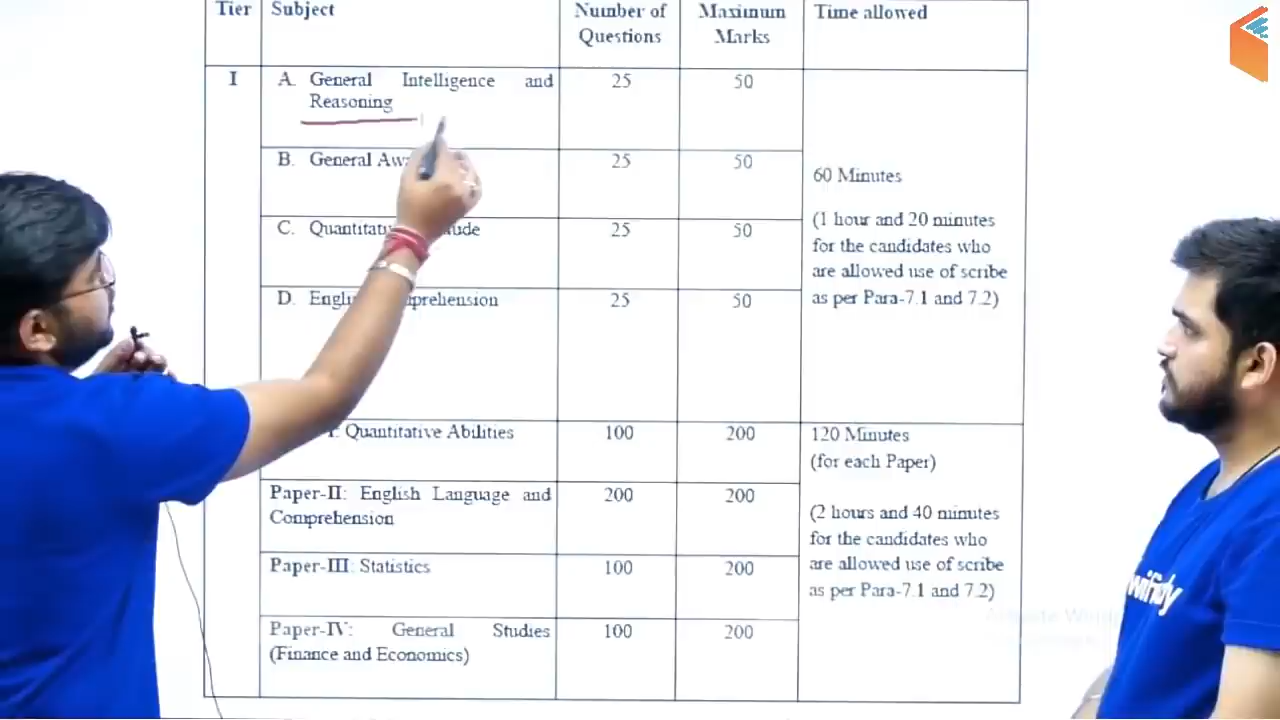 Tier Subject Number of Questions Maximum Marks Time allowed
I A. General Intelligence and Reasoning 25 50
B. General 25 50
C. 25 50
D. 25 50
60 Minutes
(1 hour and 20 minutes
for the candidates who
are allowed use of scribe
as per Para-7.1 and 7.2)
Quantitative Abilities 100 200
Paper-II: English Language and Comprehension 200 200
Paper-III: Statistics 100 200
Paper-IV: General Studies (Finance and Economics) 100 200
120 Minutes
(for each Paper)
(2 hours and 40 minutes
for the candidates who
are allowed use of scribe
as per Para-7.1 and 7.2)